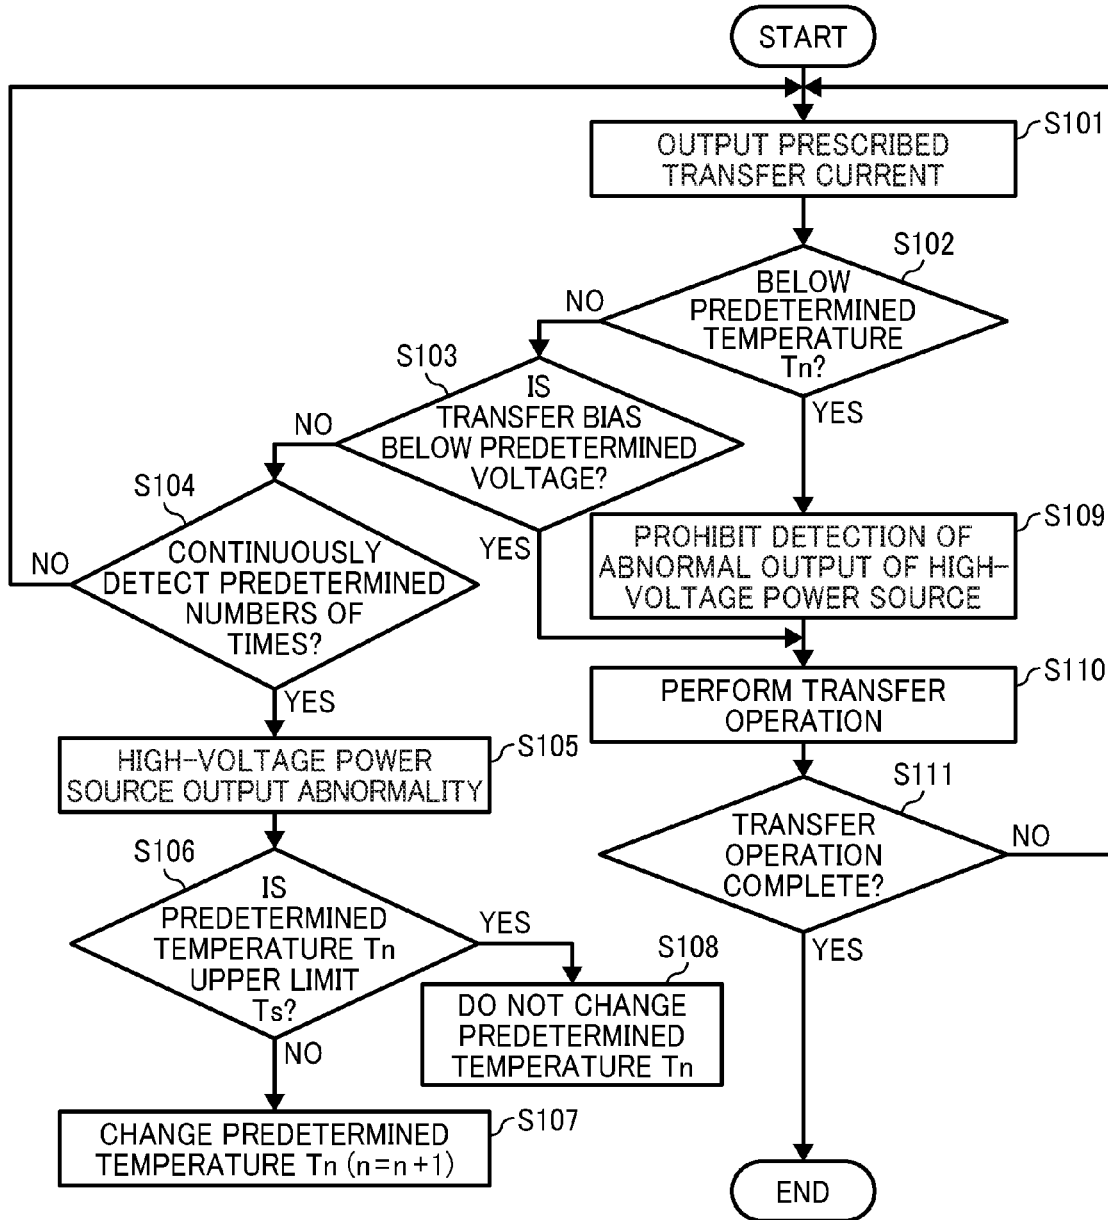 START
S101
OUTPUT PRESCRIBED
TRANSFER CURRENT
S102
BELOW
PREDETERMINED
TEMPERATURE
Tn?
NO
YES
S103
IS
TRANSFER BIAS
BELOW PREDETERMINED
VOLTAGE?
NO
YES
S104
CONTINUOUSLY
DETECT PREDETERMINED
NUMBERS OF
TIMES?
NO
YES
S109
PROHIBIT DETECTION OF
ABNORMAL OUTPUT OF HIGH-
VOLTAGE POWER SOURCE
S110
PERFORM TRANSFER
OPERATION
S105
HIGH-VOLTAGE POWER
SOURCE OUTPUT ABNORMALITY
S111
TRANSFER
OPERATION
COMPLETE?
NO
YES
S106
IS
PREDETERMINED
TEMPERATURE Tn
UPPER LIMIT
Ts?
YES
NO
S108
DO NOT CHANGE
PREDETERMINED
TEMPERATURE Tn
S107
CHANGE PREDETERMINED
TEMPERATURE Tn (n=n+1)
END